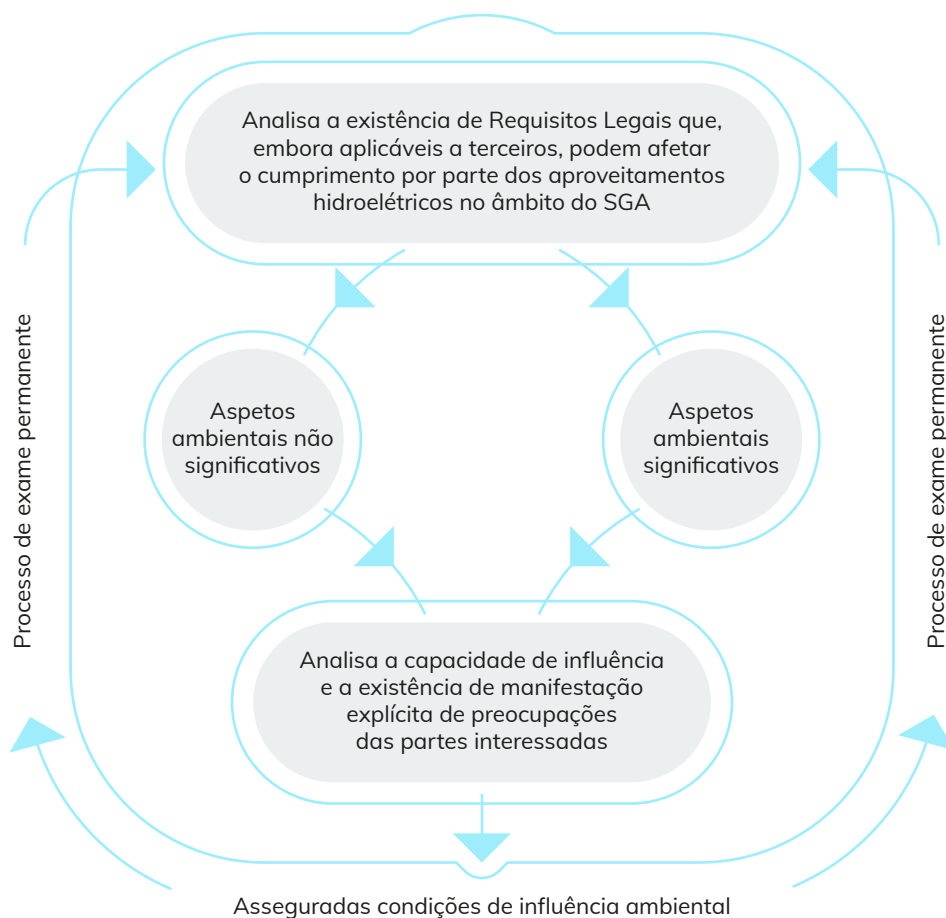 Analisa a existência de Requisitos Legais que,
embora aplicáveis a terceiros, podem afetar
o cumprimento por parte dos aproveitamentos
hidroelétricos no âmbito do SGA
Processo de exame permanente
Aspetos
ambientais não
significativos
Aspetos
ambientais
significativos
Processo de exame permanente
Analisa a capacidade de influência
e a existência de manifestação
explícita de preocupações
das partes interessadas
Asseguradas condições de influência ambiental